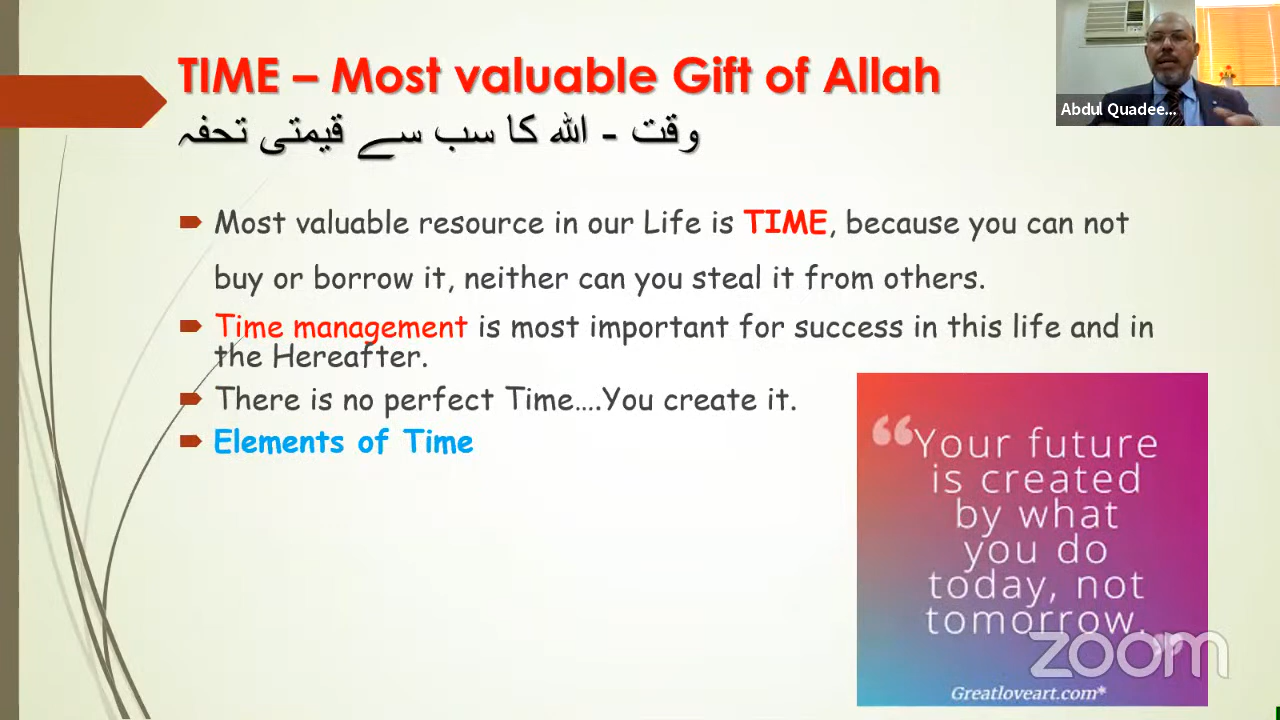 TIME – Most valuable Gift of Allah
وقت - الله کا سب سے قیمتی تحفہ
Abdul Quadee...
Most valuable resource in our Life is TIME, because you can not
buy or borrow it, neither can you steal it from others.
Time management is most important for success in this life and in
the Hereafter.
There is no perfect Time....You create it.
Elements of Time
“Your future
is created
by what
you do
today, not
tomorrow.”
zoom
Greatloveart.com*